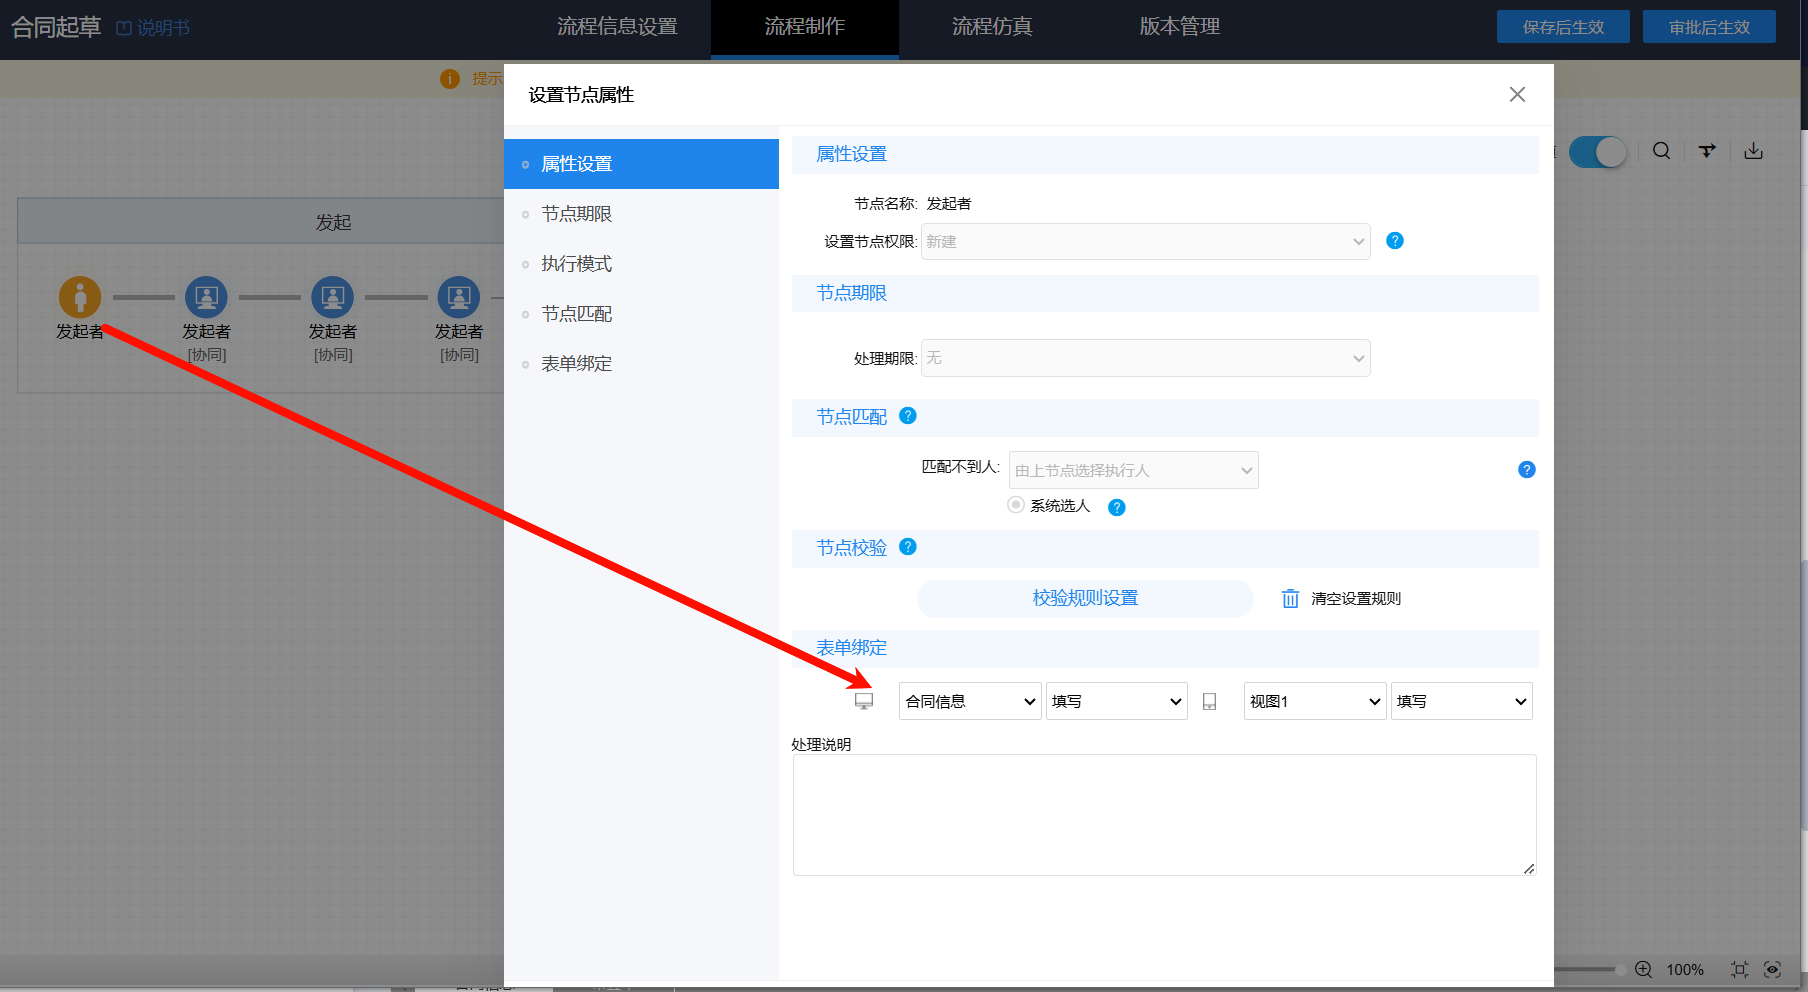 合同起草 说明书 流程信息设置 流程制作 流程仿真 版本管理 保存后生效 审批后生效
提示
设置节点属性
属性设置
节点期限
执行模式
节点匹配
表单绑定
发起
发起者 发起者 发起者 发起者
[协同] [协同] [协同]
属性设置
节点名称: 发起者
设置节点权限: 新建 ?
节点期限
处理期限: 无
节点匹配 ?
匹配不到人: 由上节点选择执行人 ?
系统选人 ?
节点校验 ?
校验规则设置 清空设置规则
表单绑定
合同信息 填写 视图1 填写
处理说明
100%